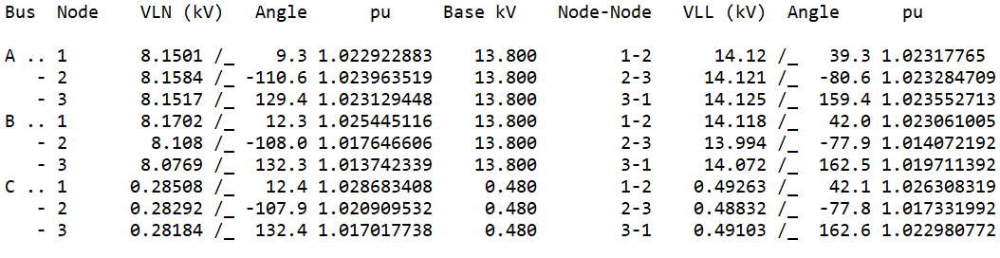 Bus Node VLN (kV) Angle pu Base kV Node-Node VLL (kV) Angle pu
A .. 1 8.1501 /_ 9.3 1.022922883 13.800 1-2 14.12 /_ 39.3 1.02317765
- 2 8.1584 /_ -110.6 1.023963519 13.800 2-3 14.121 /_ -80.6 1.023284709
- 3 8.1517 /_ 129.4 1.023129448 13.800 3-1 14.125 /_ 159.4 1.023552713
B .. 1 8.1702 /_ 12.3 1.025445116 13.800 1-2 14.118 /_ 42.0 1.023061005
- 2 8.108 /_ -108.0 1.017646606 13.800 2-3 13.994 /_ -77.9 1.014072192
- 3 8.0769 /_ 132.3 1.013742339 13.800 3-1 14.072 /_ 162.5 1.019711392
C .. 1 0.28508 /_ 12.4 1.028683408 0.480 1-2 0.49263 /_ 42.1 1.026308319
- 2 0.28292 /_ -107.9 1.020909532 0.480 2-3 0.48832 /_ -77.8 1.017331992
- 3 0.28184 /_ 132.4 1.017017738 0.480 3-1 0.49103 /_ 162.6 1.022980772